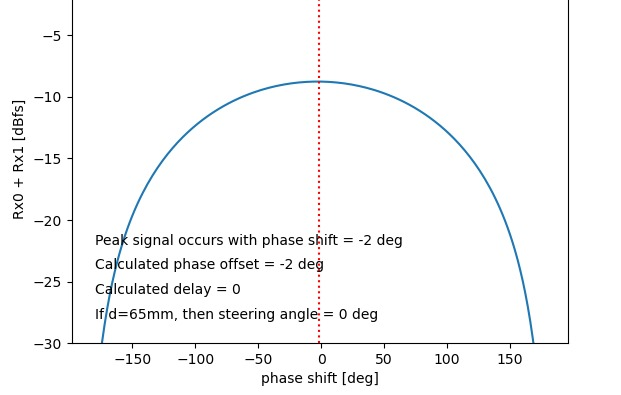 −5
−10
−15
−20
−25
−30
Rx0 + Rx1 [dBfs]
Peak signal occurs with phase shift = -2 deg
Calculated phase offset = -2 deg
Calculated delay = 0
If d=65mm, then steering angle = 0 deg
−150 −100 −50 0 50 100 150
phase shift [deg]